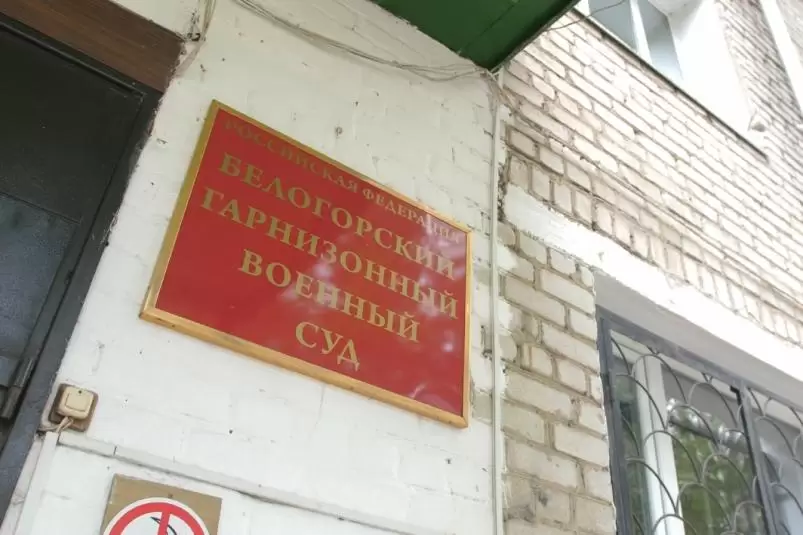 РОССИЙСКАЯ ФЕДЕРАЦИЯ
БЕЛОГОРСКИЙ
ГАРНИЗОННЫЙ
ВОЕННЫЙ
СУД